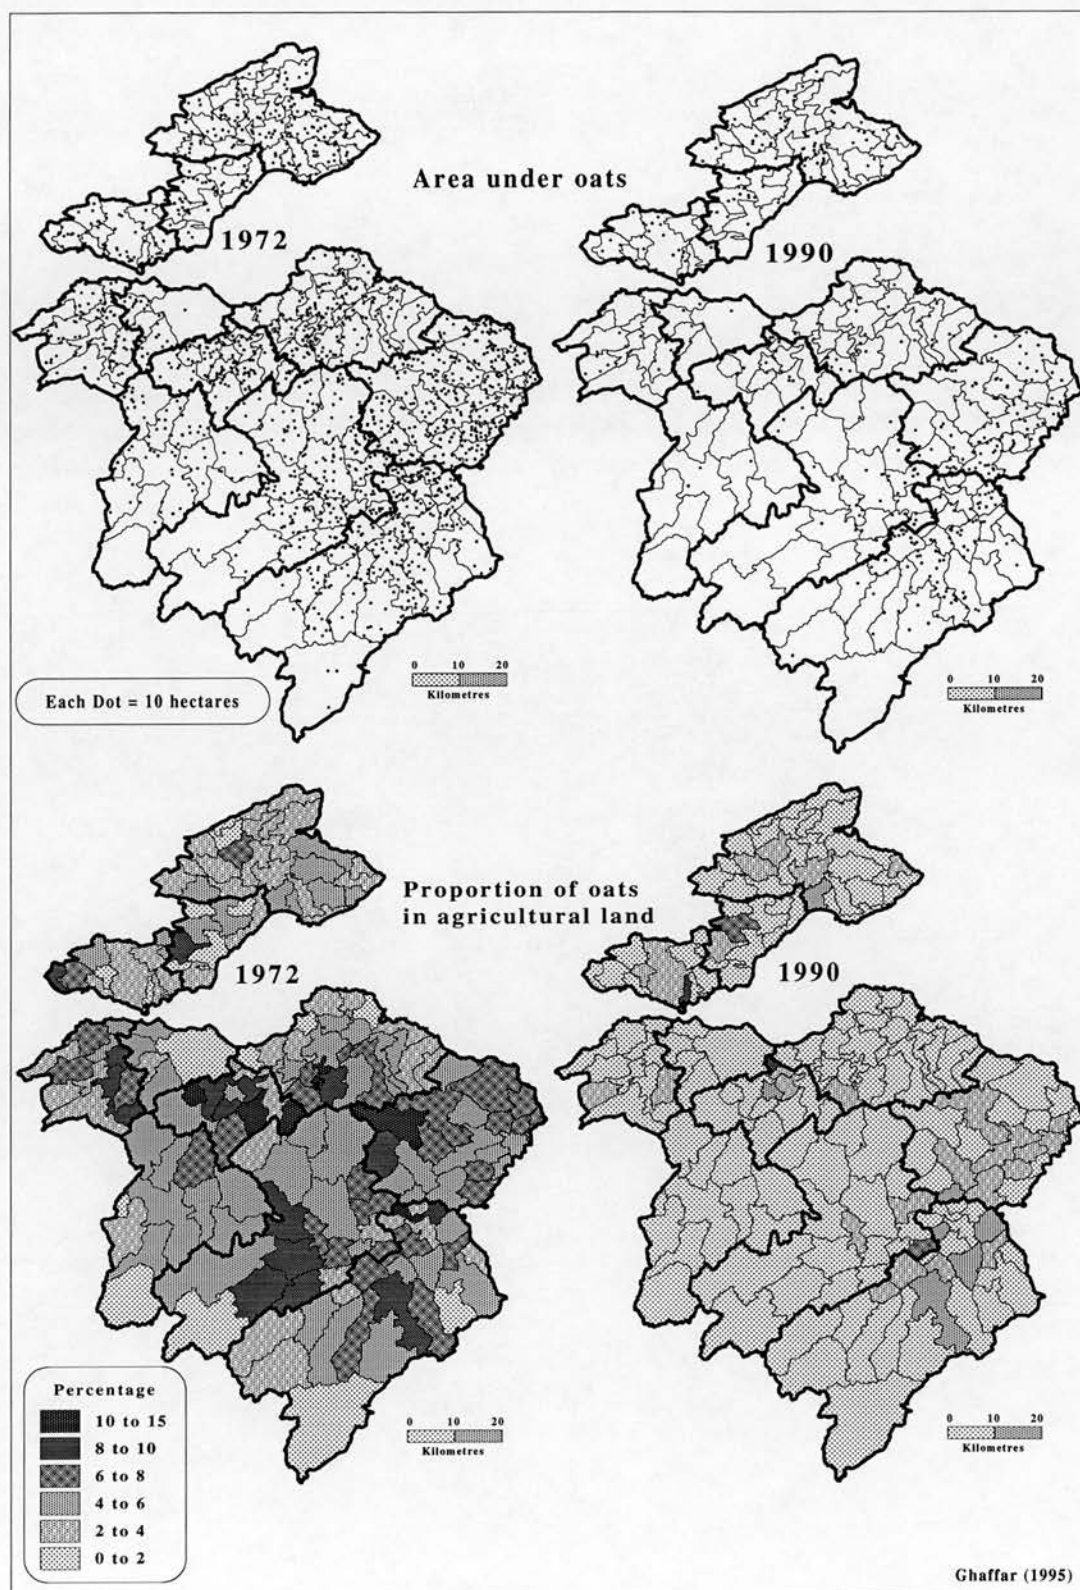 Area under oats
1972
1990
0 10 20
Kilometres
0 10 20
Kilometres
Each Dot = 10 hectares
Proportion of oats
in agricultural land
1972
1990
Percentage
10 to 15
8 to 10
6 to 8
4 to 6
2 to 4
0 to 2
0 10 20
Kilometres
0 10 20
Kilometres
Ghaffar (1995)